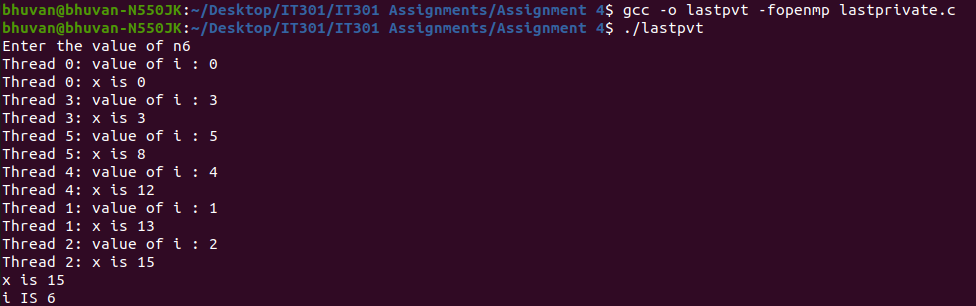 bhuvan@bhuvan-N550JK:~/Desktop/IT301/IT301 Assignments/Assignment 4$ gcc -o lastpvt -fopenmp lastprivate.c
bhuvan@bhuvan-N550JK:~/Desktop/IT301/IT301 Assignments/Assignment 4$ ./lastpvt
Enter the value of n6
Thread 0: value of i : 0
Thread 0: x is 0
Thread 3: value of i : 3
Thread 3: x is 3
Thread 5: value of i : 5
Thread 5: x is 8
Thread 4: value of i : 4
Thread 4: x is 12
Thread 1: value of i : 1
Thread 1: x is 13
Thread 2: value of i : 2
Thread 2: x is 15
x is 15
i IS 6